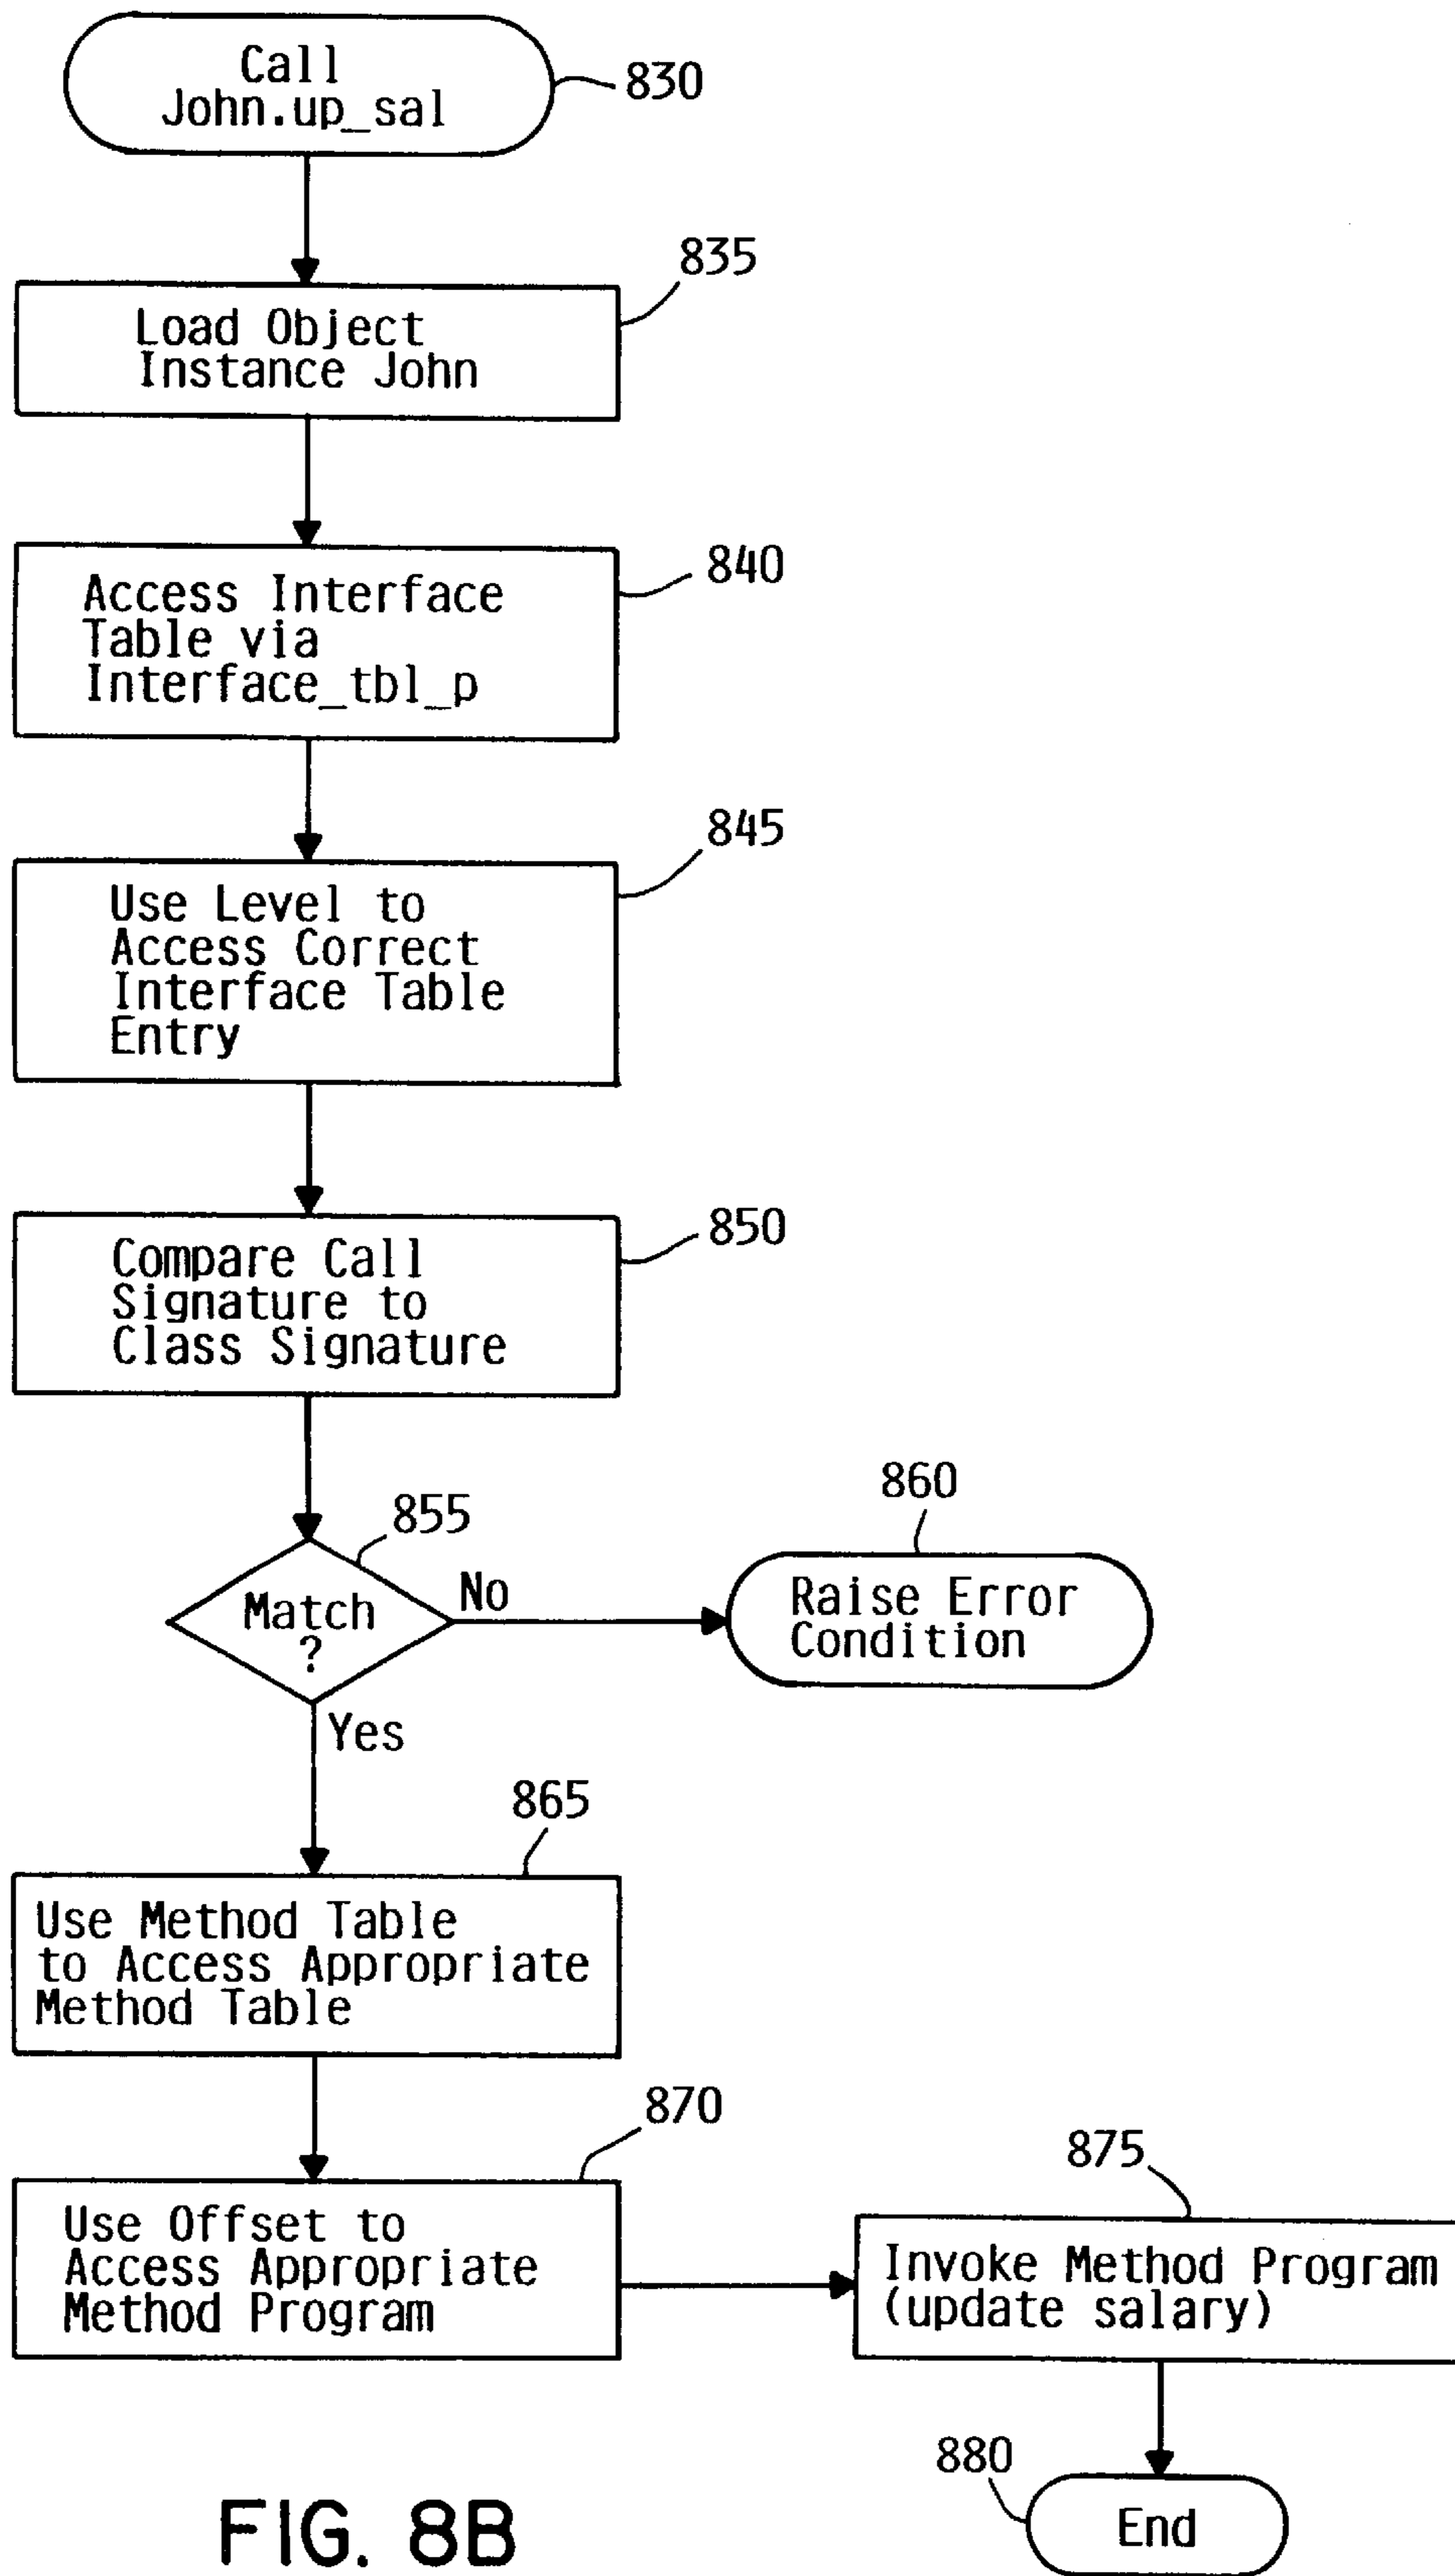 Call
John.up_sal
830
835
Load Object
Instance John
840
Access Interface
Table via
Interface_tbl_p
845
Use Level to
Access Correct
Interface Table
Entry
850
Compare Call
Signature to
Class Signature
855
860
Match
?
No
Raise Error
Condition
Yes
865
Use Method Table
to Access Appropriate
Method Table
870
875
Use Offset to
Access Appropriate
Method Program
Invoke Method Program
(update salary)
880
End
FIG. 8B